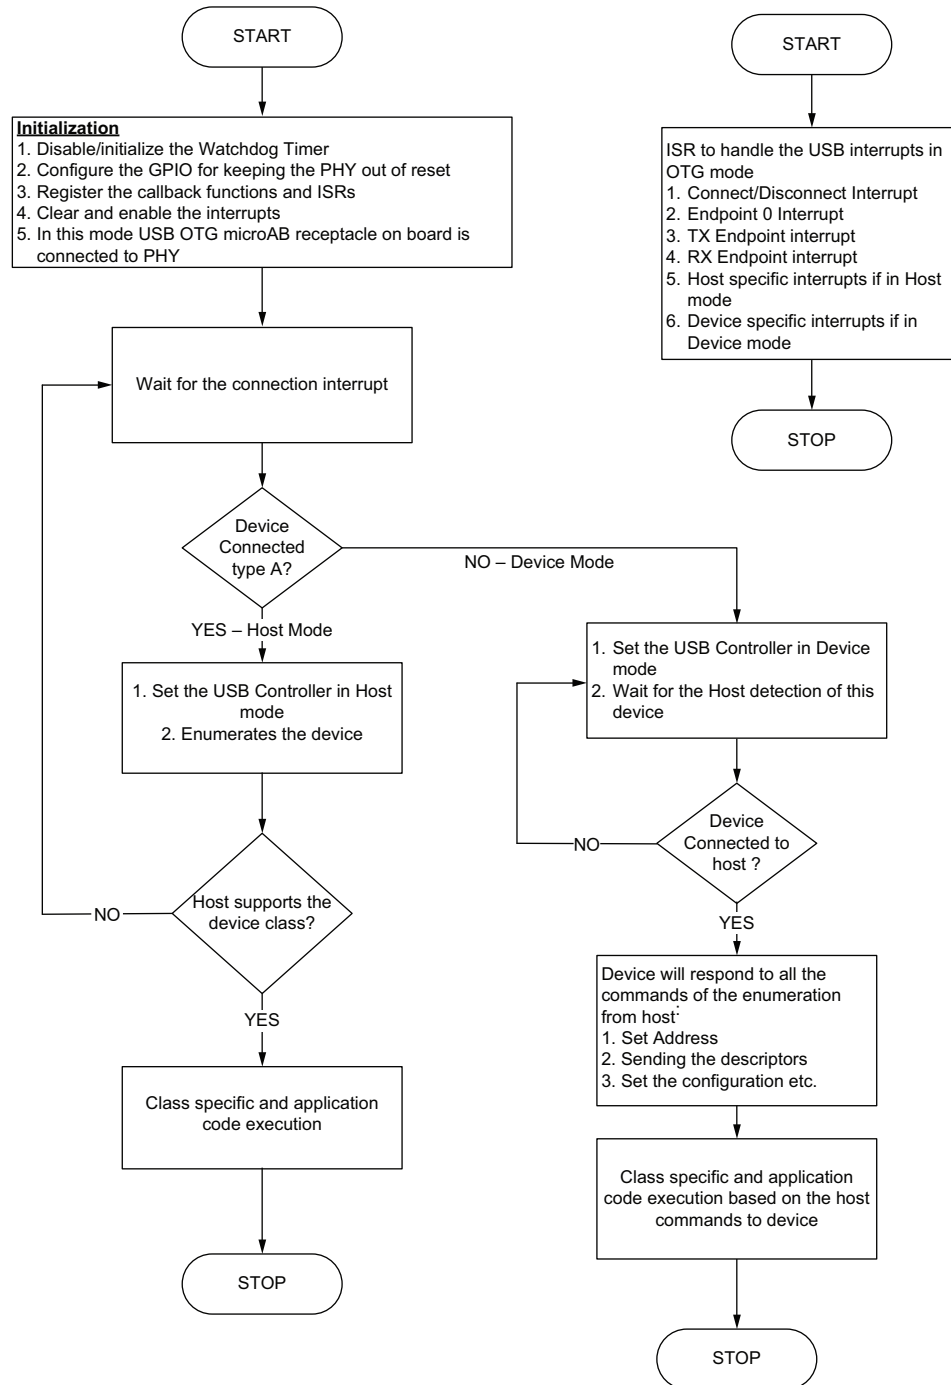 START
Initialization
1. Disable/initialize the Watchdog Timer
2. Configure the GPIO for keeping the PHY out of reset
3. Register the callback functions and ISRs
4. Clear and enable the interrupts
5. In this mode USB OTG microAB receptacle on board is
connected to PHY
Wait for the connection interrupt
Device
Connected
type A?
NO – Device Mode
YES – Host Mode
1. Set the USB Controller in Host
mode
2. Enumerates the device
Host supports the
device class?
NO
YES
Class specific and application
code execution
STOP
1. Set the USB Controller in Device
mode
2. Wait for the Host detection of this
device
Device
Connected to
host ?
NO
YES
Device will respond to all the
commands of the enumeration
from host:
1. Set Address
2. Sending the descriptors
3. Set the configuration etc.
Class specific and application
code execution based on the host
commands to device
STOP
START
ISR to handle the USB interrupts in
OTG mode
1. Connect/Disconnect Interrupt
2. Endpoint 0 Interrupt
3. TX Endpoint interrupt
4. RX Endpoint interrupt
5. Host specific interrupts if in Host
mode
6. Device specific interrupts if in
Device mode
STOP